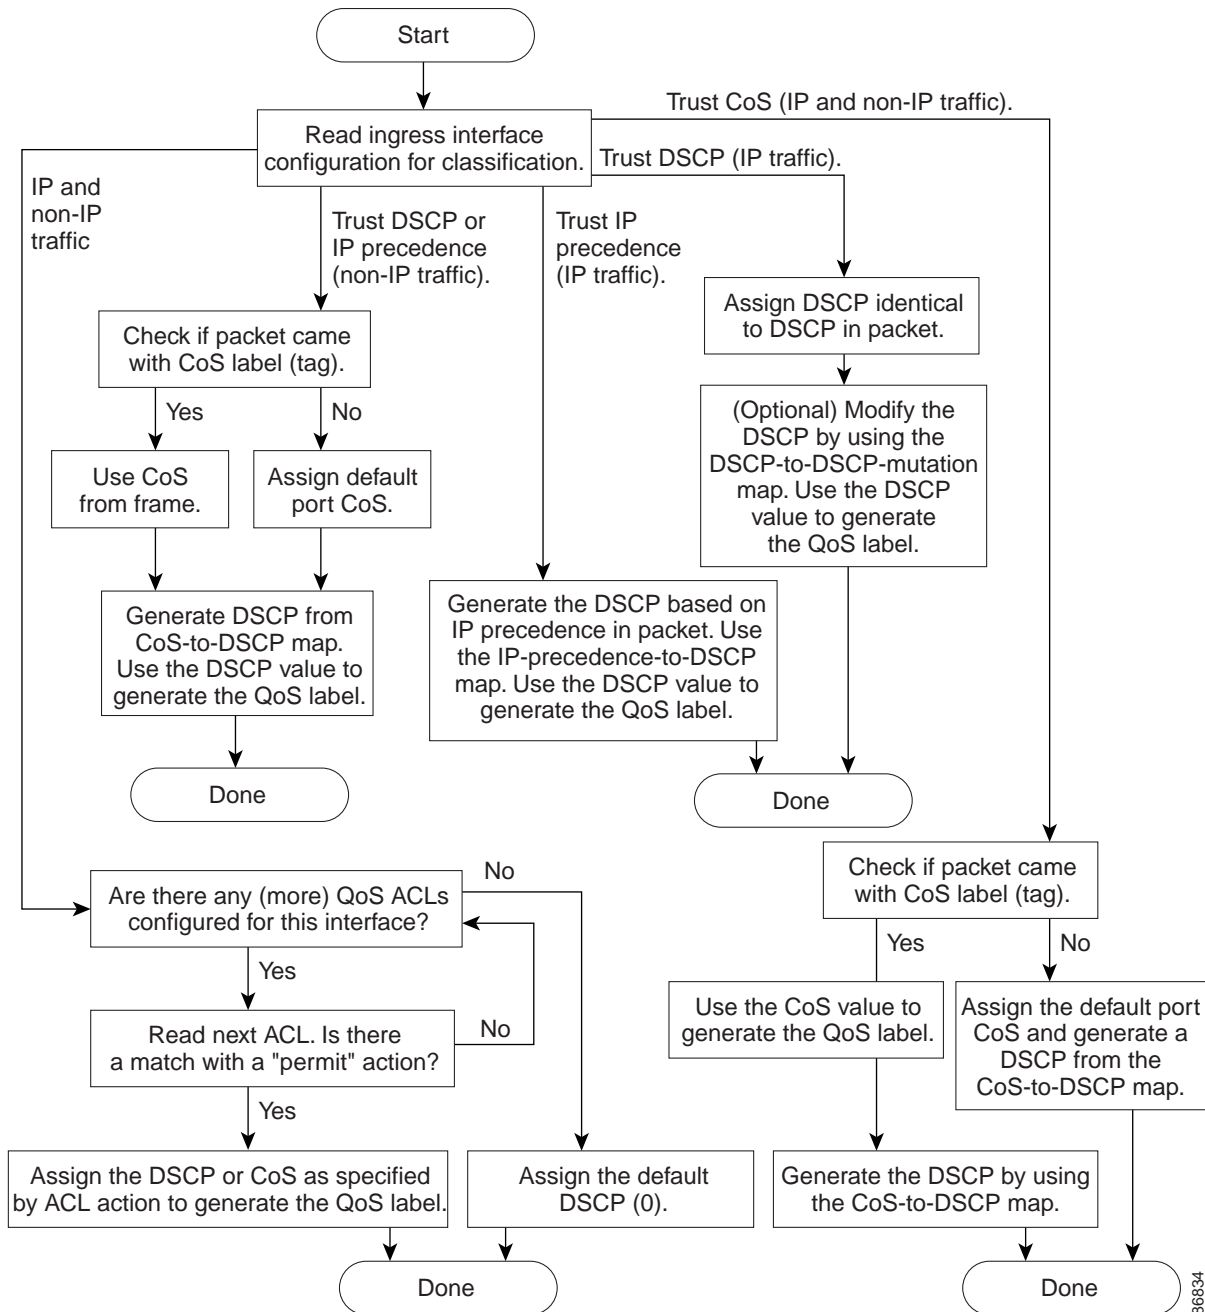 Start
Trust CoS (IP and non-IP traffic).
Read ingress interface
configuration for classification.
Trust DSCP (IP traffic).
IP and
non-IP
traffic
Trust DSCP or
IP precedence
(non-IP traffic).
Trust IP
precedence
(IP traffic).
Assign DSCP identical
to DSCP in packet.
Check if packet came
with CoS label (tag).
Yes
No
(Optional) Modify the
DSCP by using the
DSCP-to-DSCP-mutation
map. Use the DSCP
value to generate
the QoS label.
Use CoS
from frame.
Assign default
port CoS.
Generate DSCP from
CoS-to-DSCP map.
Use the DSCP value to
generate the QoS label.
Generate the DSCP based on
IP precedence in packet. Use
the IP-precedence-to-DSCP
map. Use the DSCP value to
generate the QoS label.
Done
Done
Are there any (more) QoS ACLs
configured for this interface?
No
Check if packet came
with CoS label (tag).
Yes
Yes
No
Read next ACL. Is there
a match with a "permit" action?
No
Use the CoS value to
generate the QoS label.
Assign the default port
CoS and generate a
DSCP from the
CoS-to-DSCP map.
Yes
Assign the DSCP or CoS as specified
by ACL action to generate the QoS label.
Assign the default
DSCP (0).
Generate the DSCP by using
the CoS-to-DSCP map.
Done
Done
86834